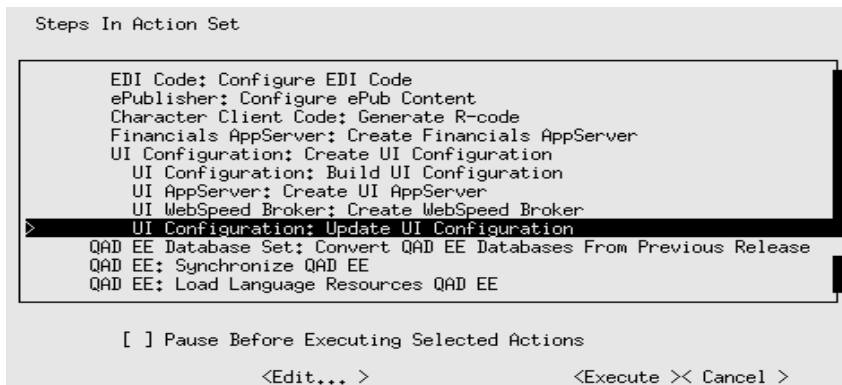 Steps In Action Set
EDI Code: Configure EDI Code
ePublisher: Configure ePub Content
Character Client Code: Generate R-code
Financials AppServer: Create Financials AppServer
UI Configuration: Create UI Configuration
UI Configuration: Build UI Configuration
UI AppServer: Create UI AppServer
UI WebSpeed Broker: Create WebSpeed Broker
> UI Configuration: Update UI Configuration
QAD EE Database Set: Convert QAD EE Databases From Previous Release
QAD EE: Synchronize QAD EE
QAD EE: Load Language Resources QAD EE
[ ] Pause Before Executing Selected Actions
<Edit... > <Execute >< Cancel >